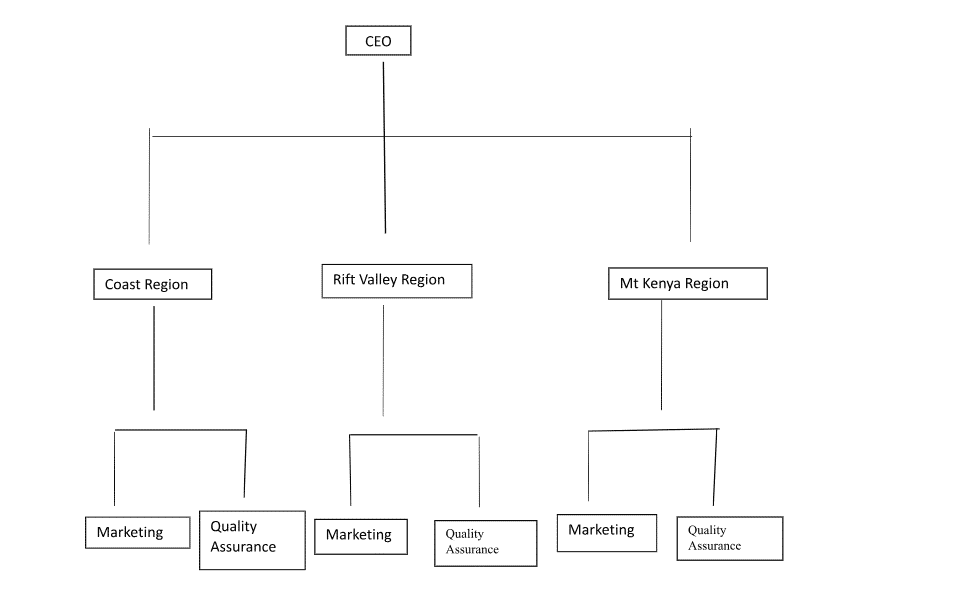 CEO
Coast Region
Rift Valley Region
Mt Kenya Region
Marketing
Quality
Assurance
Marketing
Quality
Assurance
Marketing
Quality
Assurance